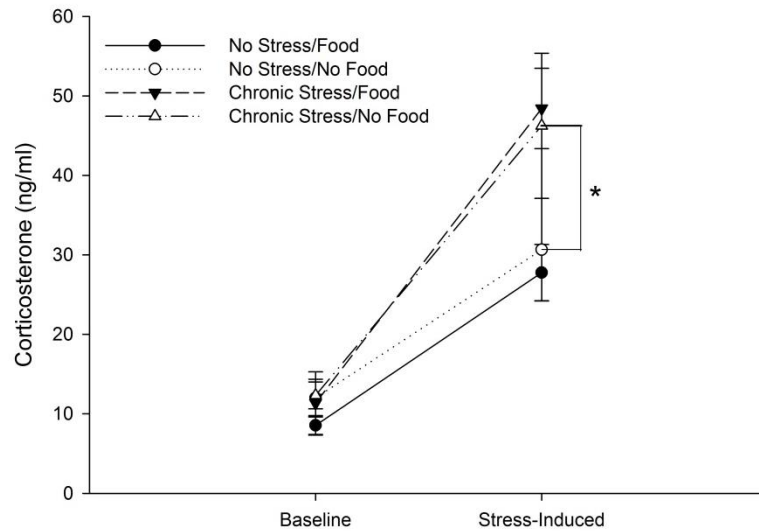 60
50
40
30
20
10
0
Corticosterone (ng/ml)
No Stress/Food
No Stress/No Food
Chronic Stress/Food
Chronic Stress/No Food
*
Baseline
Stress-Induced